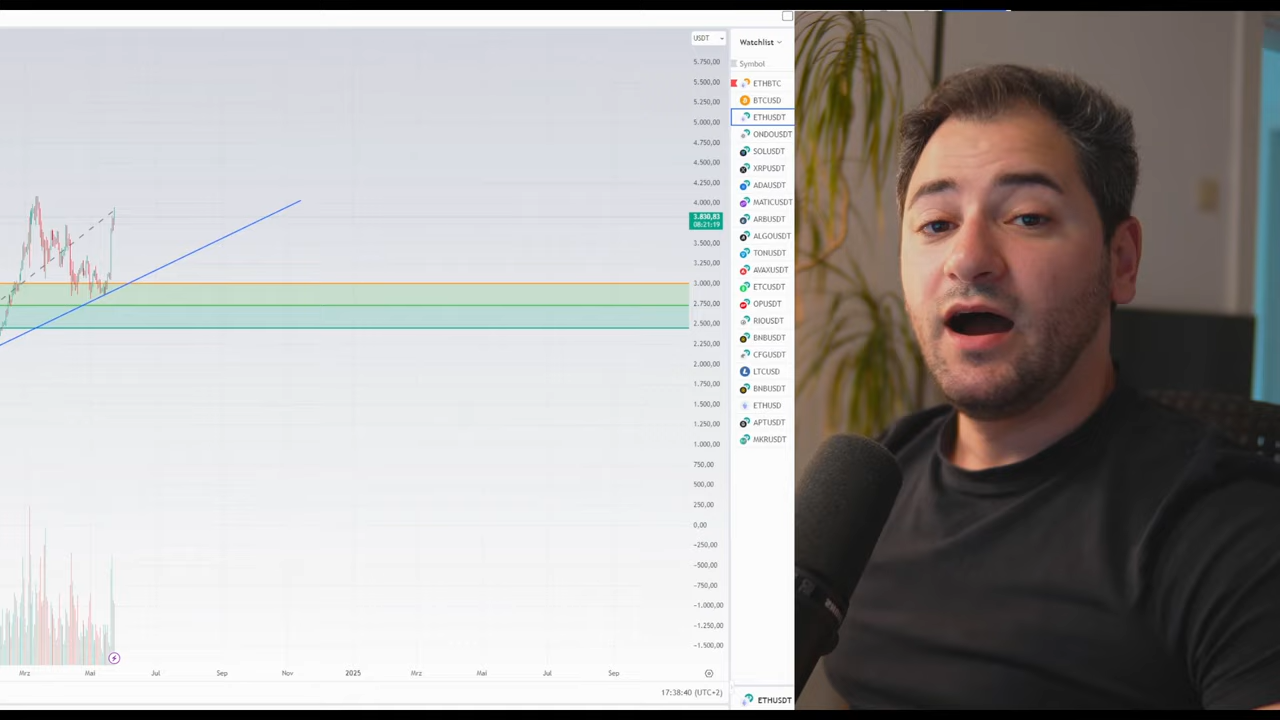 USDT
5.750,00
5.500,00
5.250,00
5.000,00
4.750,00
4.500,00
4.250,00
4.000,00
3.830,83
08:21:19
3.500,00
3.250,00
3.000,00
2.750,00
2.500,00
2.250,00
2.000,00
1.750,00
1.500,00
1.250,00
1.000,00
750,00
500,00
250,00
0,00
−250,00
−500,00
−750,00
−1.000,00
−1.250,00
−1.500,00
Mrz
Mai
Jul
Sep
Nov
2025
Mrz
Mai
Jul
Sep
17:38:40 (UTC+2)
Watchlist
Symbol
ETHBTC
BTCUSD
ETHUSDT
ONDOUSDT
SOLUSDT
XRPUSDT
ADAUSDT
MATICUSDT
ARBUSDT
ALGOUSDT
TONUSDT
AVAXUSDT
ETCUSDT
OPUSDT
RIOUSDT
BNBUSDT
CFGUSDT
LTCUSD
BNBUSDT
ETHUSD
APTUSDT
MKRUSDT
ETHUSDT